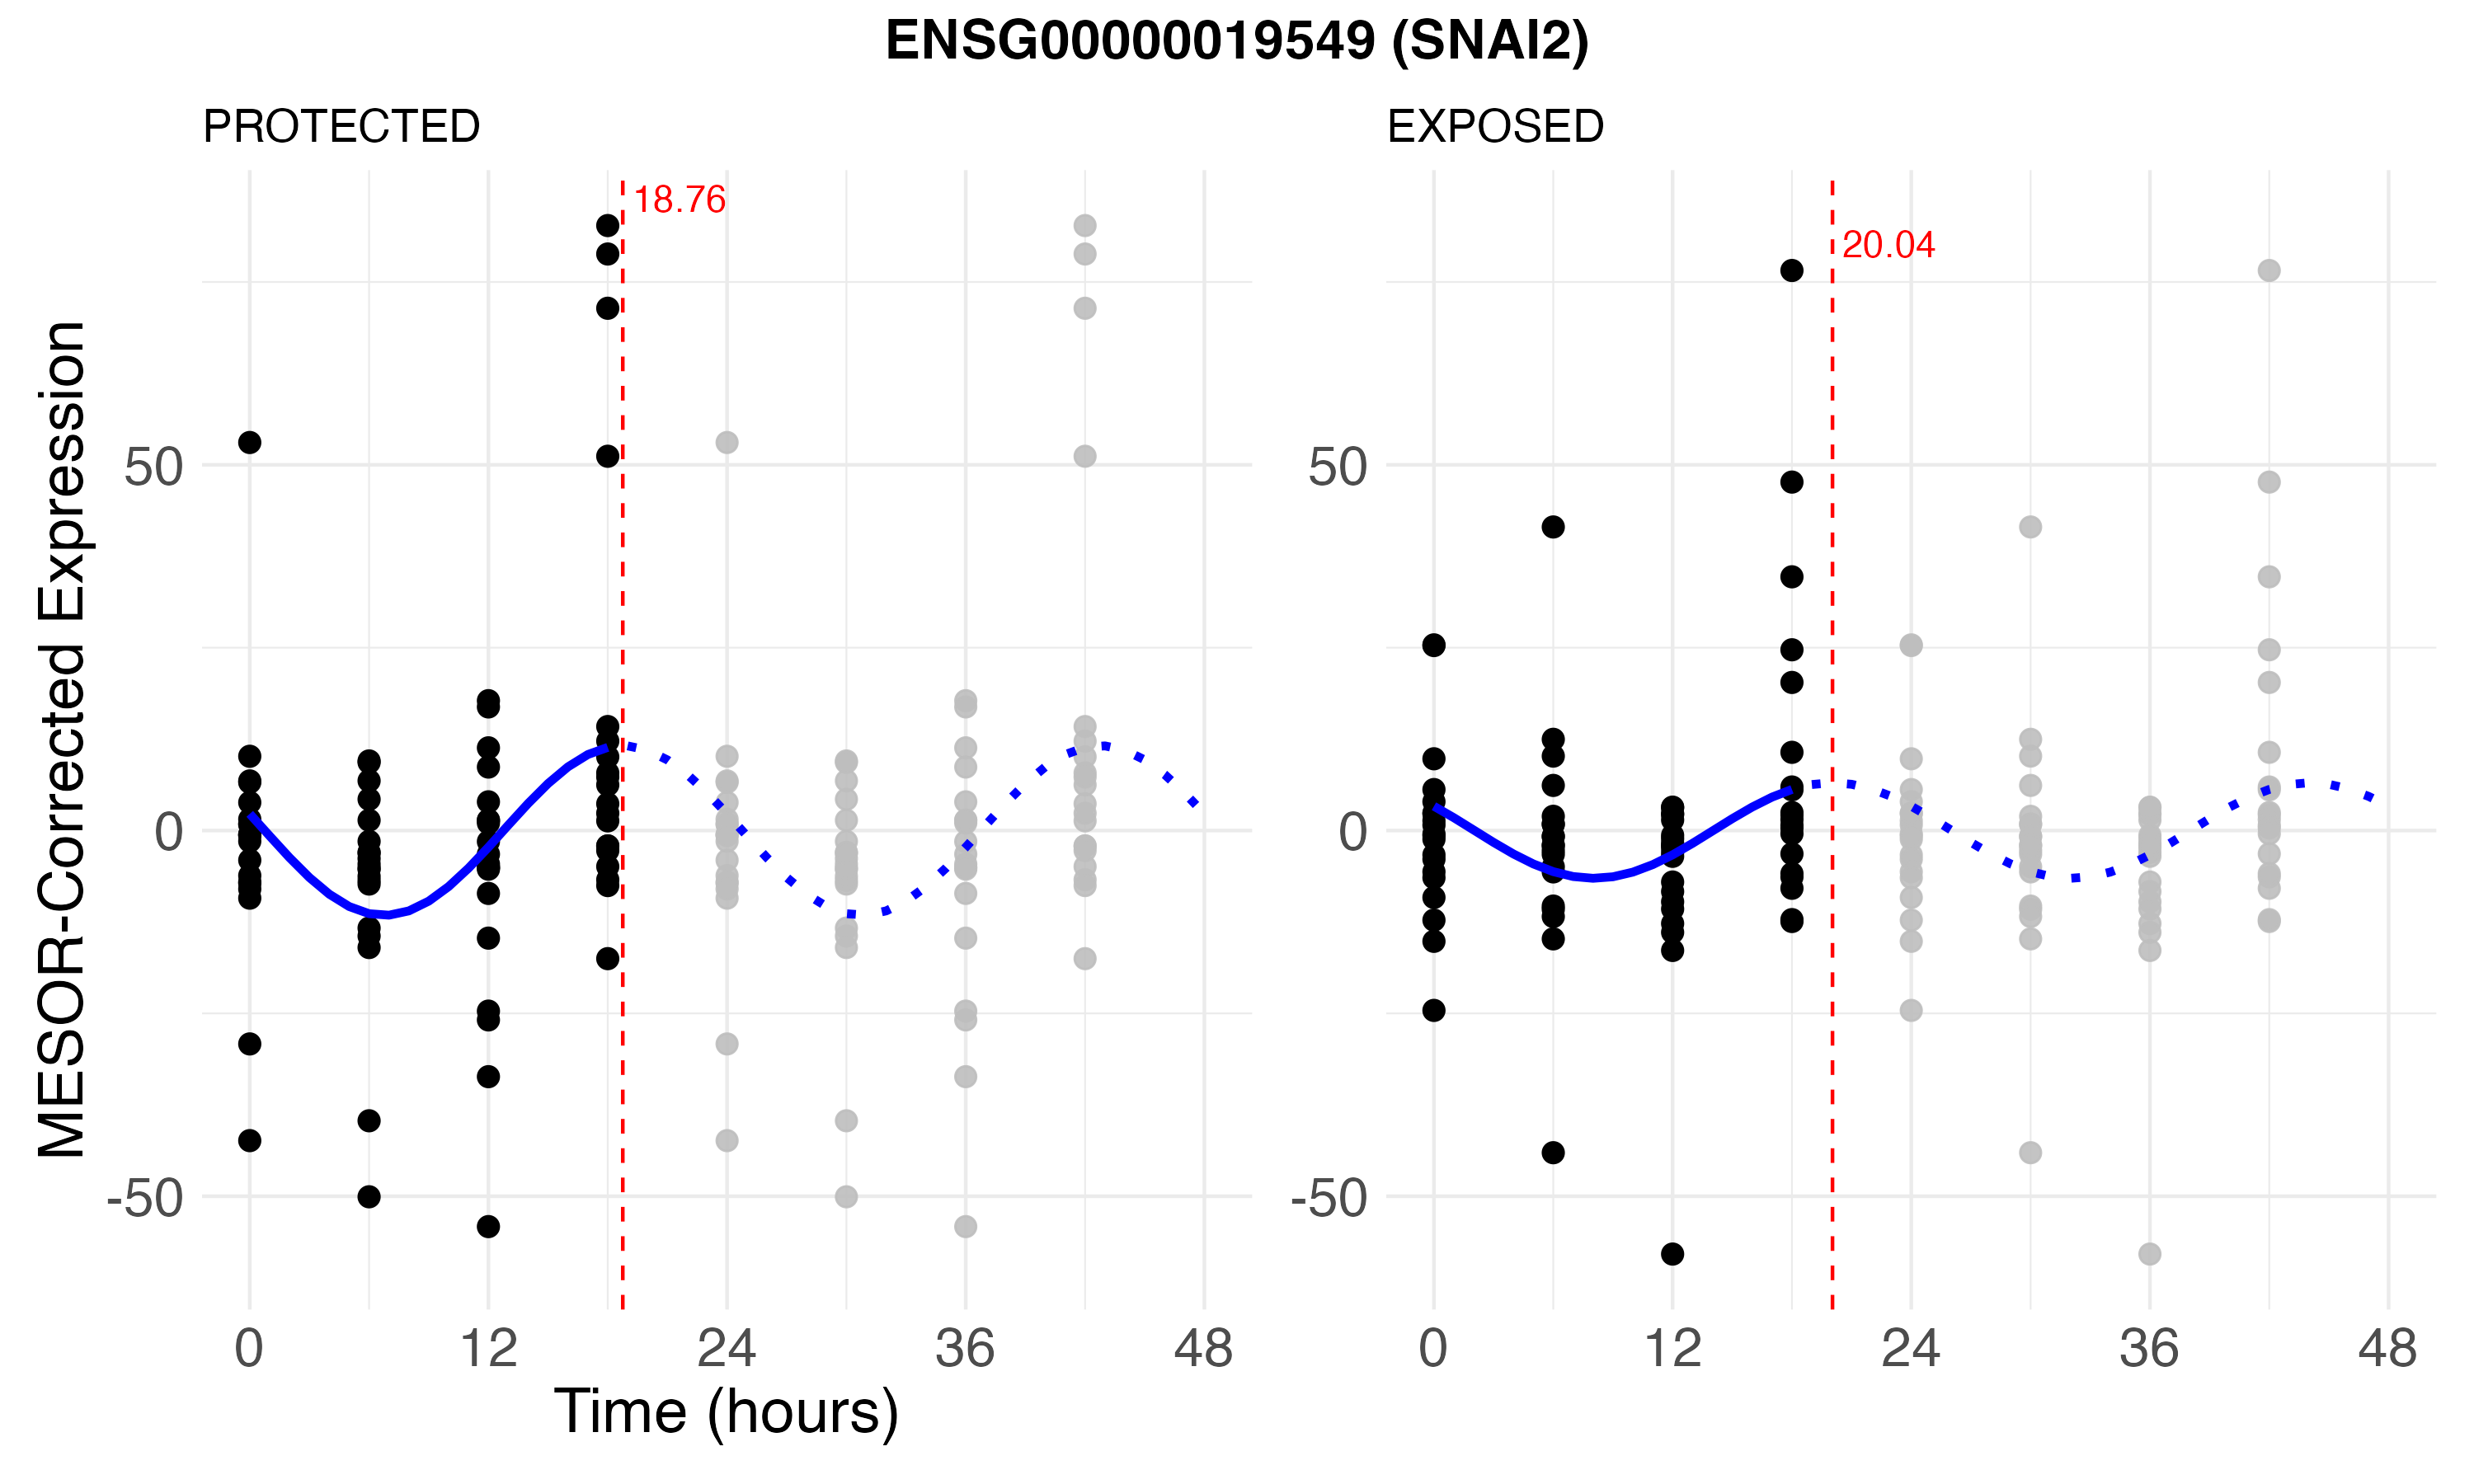 ENSG00000019549 (SNAI2)
PROTECTED
EXPOSED
18.76
20.04
MESOR-Corrected Expression
50
0
-50
50
0
-50
0 12 24 36 48
0 12 24 36 48
Time (hours)